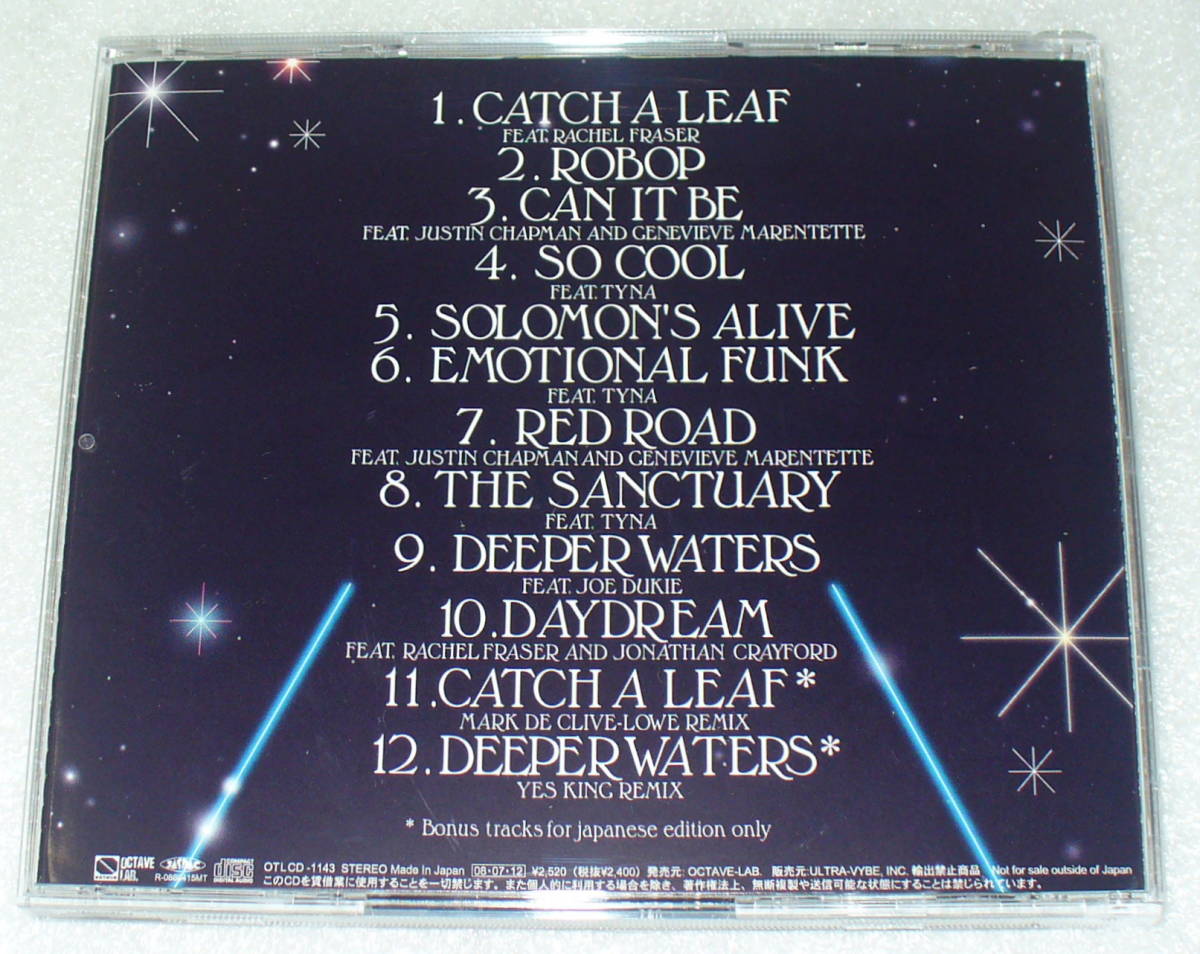 1. CATCH A LEAF
FEAT. RACHEL FRASER
2. ROBOP
3. CAN IT BE
FEAT. JUSTIN CHAPMAN AND GENEVIEVE MARENTETTE
4. SO COOL
FEAT. TYNA
5. SOLOMON'S ALIVE
6. EMOTIONAL FUNK
FEAT. TYNA
7. RED ROAD
FEAT. JUSTIN CHAPMAN AND GENEVIEVE MARENTETTE
8. THE SANCTUARY
FEAT. TYNA
9. DEEPER WATERS
FEAT. JOE DUKIE
10. DAYDREAM
FEAT. RACHEL FRASER AND JONATHAN CRAYFORD
11. CATCH A LEAF*
MARK DE CLIVE-LOWE REMIX
12. DEEPER WATERS*
YES KING REMIX
* Bonus tracks for japanese edition only
OCTAVE LAB. JASRAC COMPACT disc DIGITAL AUDIO
OTLCD-1143 STEREO Made in Japan 08・07・12 ¥2,520 (税抜¥2,400) 発売元: OCTAVE-LAB. 販売元:ULTRA-VYBE, INC. 輸出禁止商品 Not for sale outside of Japan
このCDを賃借業に使用することを一切禁じます。また個人的に利用する場合を除き、著作権法上、無断複製や送信可能な状態にすることは禁じられています。